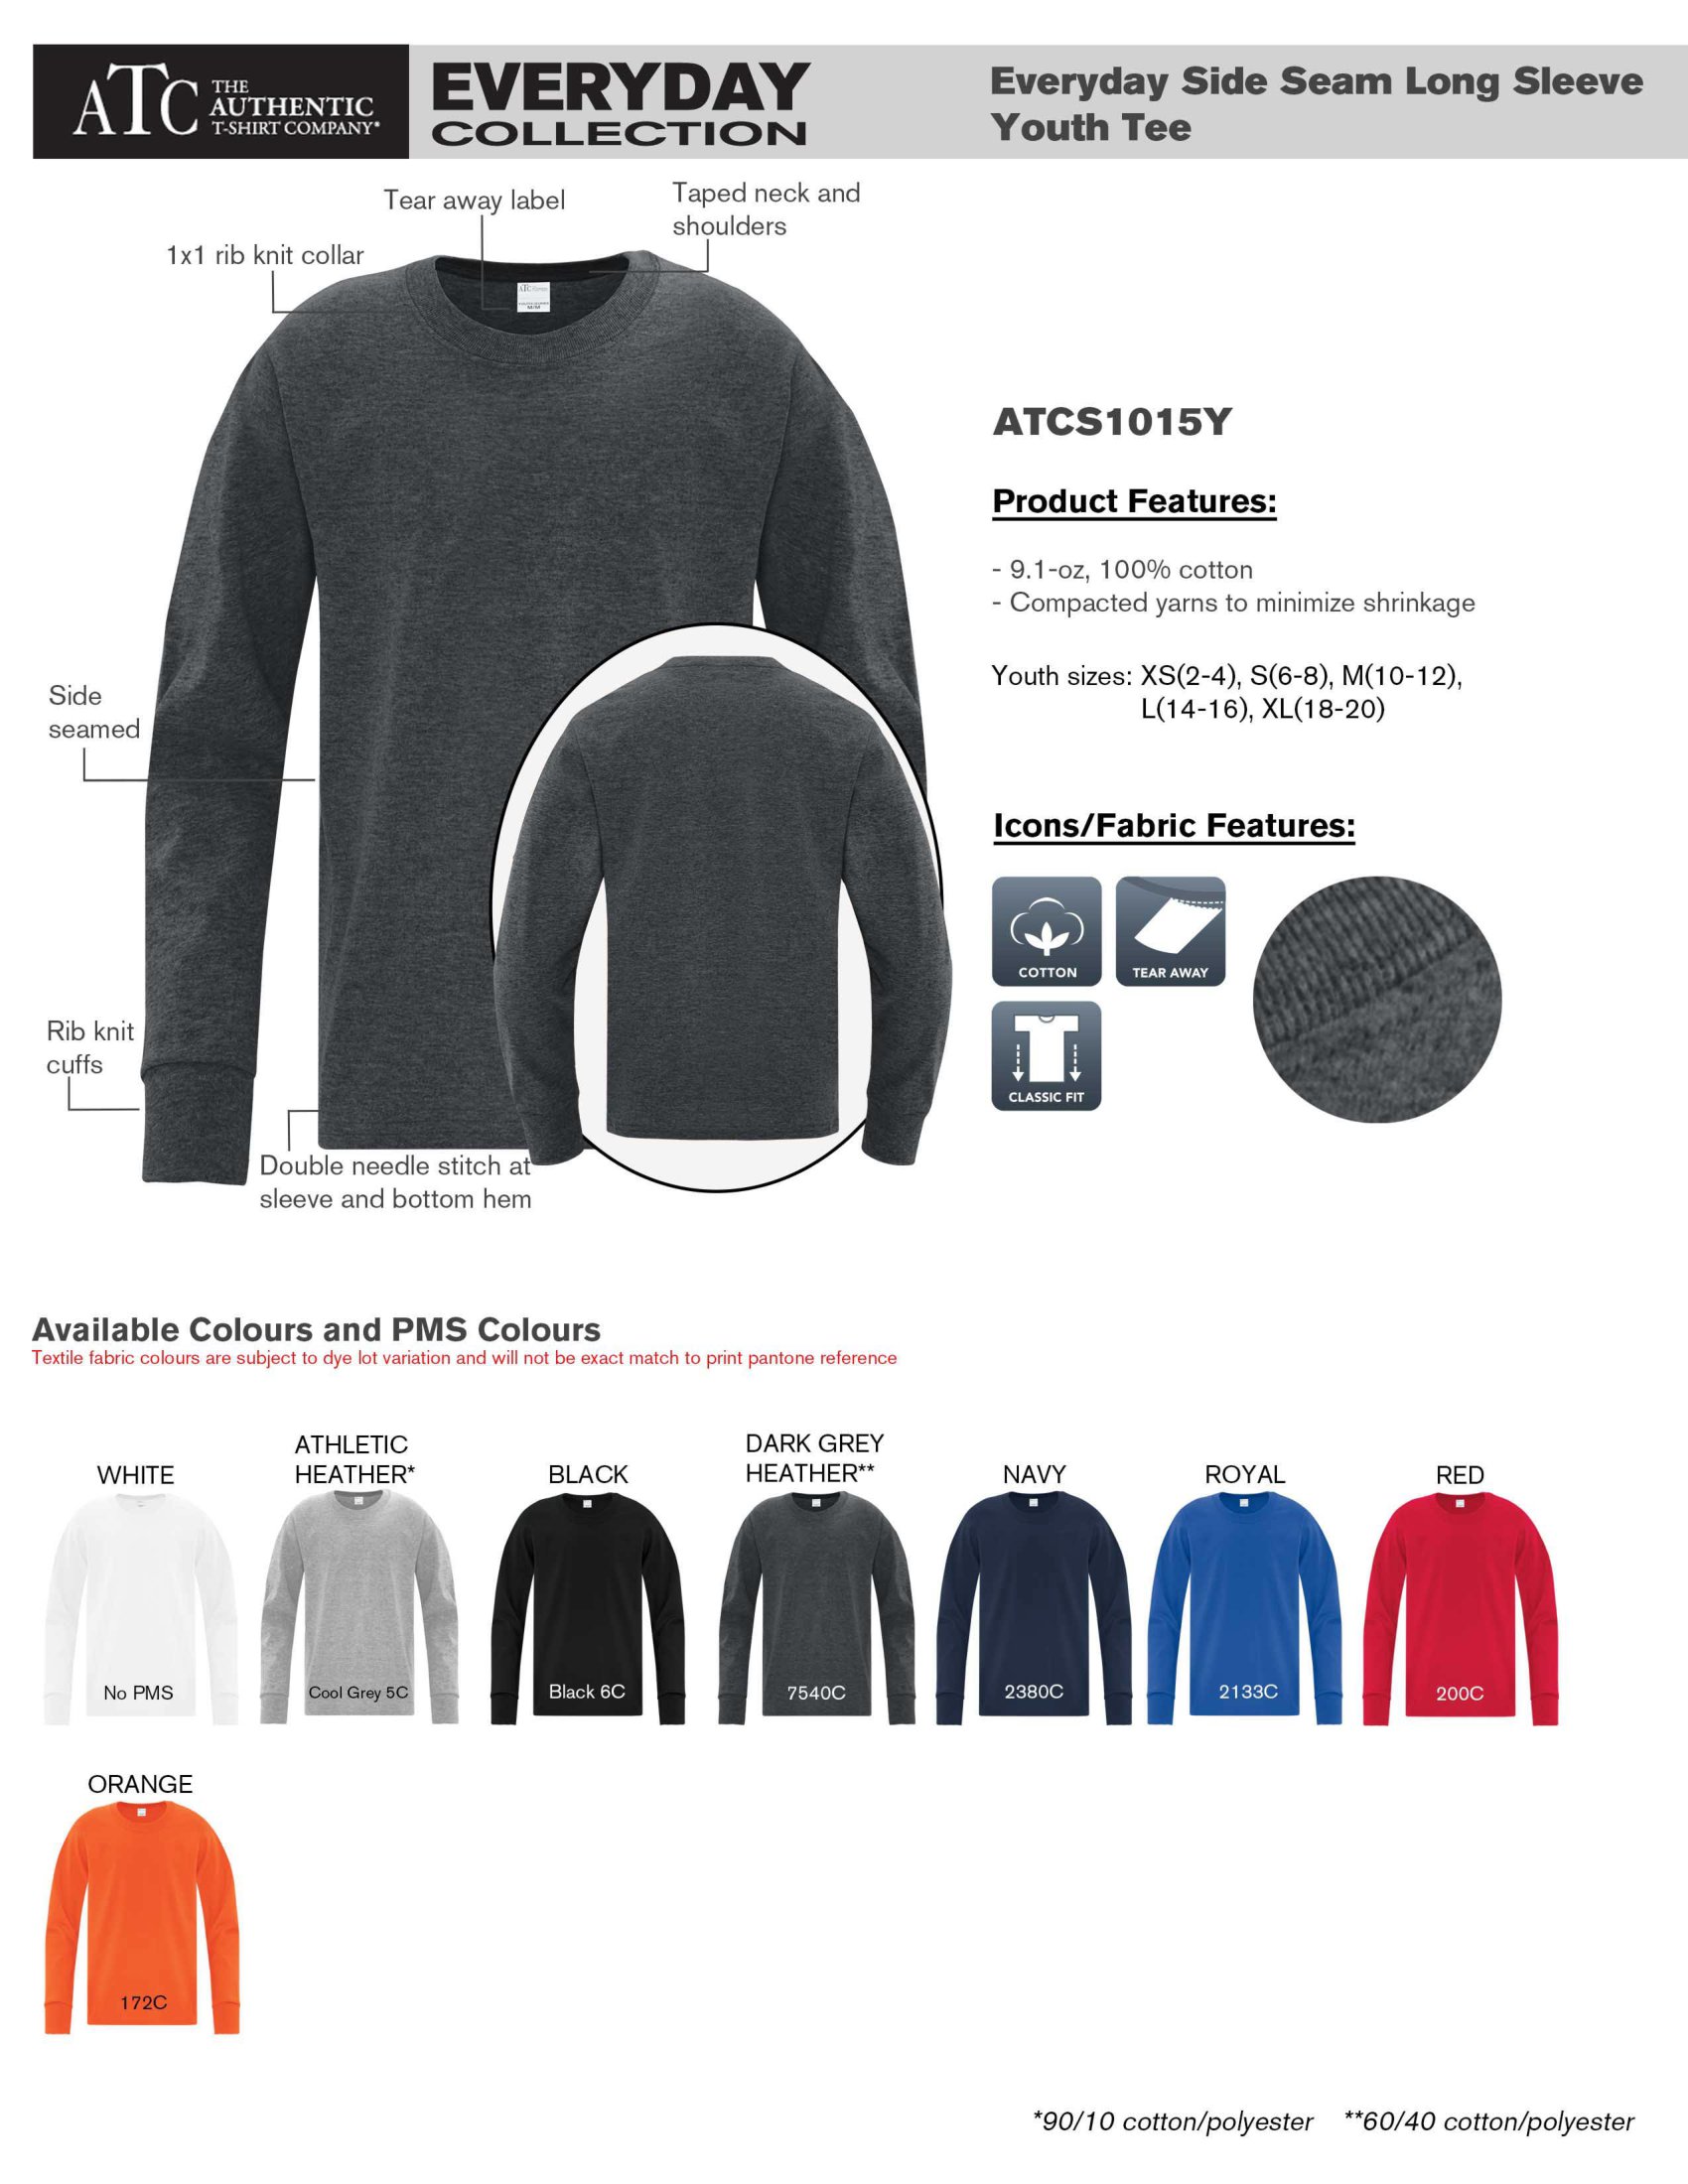 ATC THE
AUTHENTIC
T-SHIRT COMPANY*
EVERYDAY
COLLECTION
Everyday Side Seam Long Sleeve
Youth Tee
Tear away label
Taped neck and
shoulders
1x1 rib knit collar
ATC
Side
seamed
Rib knit
cuffs
Double needle stitch at
sleeve and bottom hem
ATCS1015Y
Product Features:
- 9.1-oz, 100% cotton
- Compacted yarns to minimize shrinkage
Youth sizes: XS(2-4), S(6-8), M(10-12),
L(14-16), XL(18-20)
Icons/Fabric Features:
COTTON
TEAR AWAY
CLASSIC FIT
Available Colours and PMS Colours
Textile fabric colours are subject to dye lot variation and will not be exact match to print pantone reference
WHITE
ATHLETIC
HEATHER*
BLACK
DARK GREY
HEATHER**
NAVY
ROYAL
RED
No PMS
Cool Grey 5C
Black 6C
7540C
2380C
2133C
200C
ORANGE
172C
*90/10 cotton/polyester **60/40 cotton/polyester